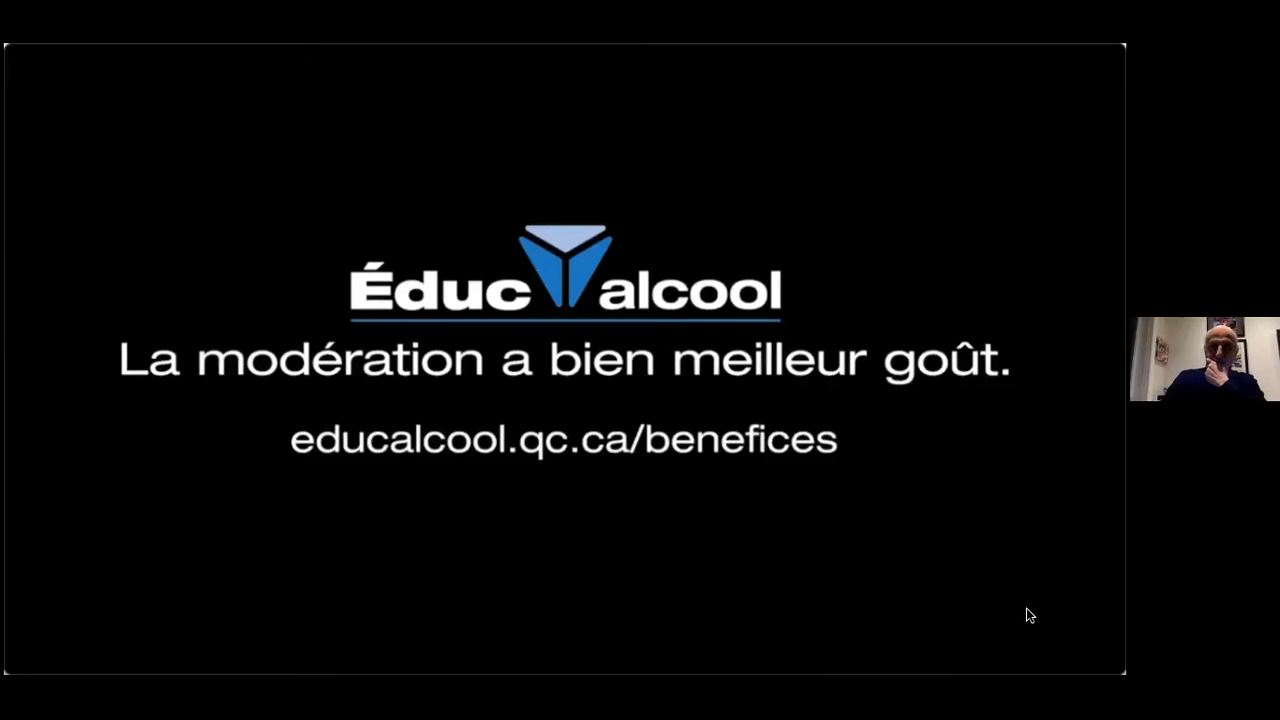 Éduc alcool
La modération a bien meilleur goût.
educalcool.qc.ca/benefices